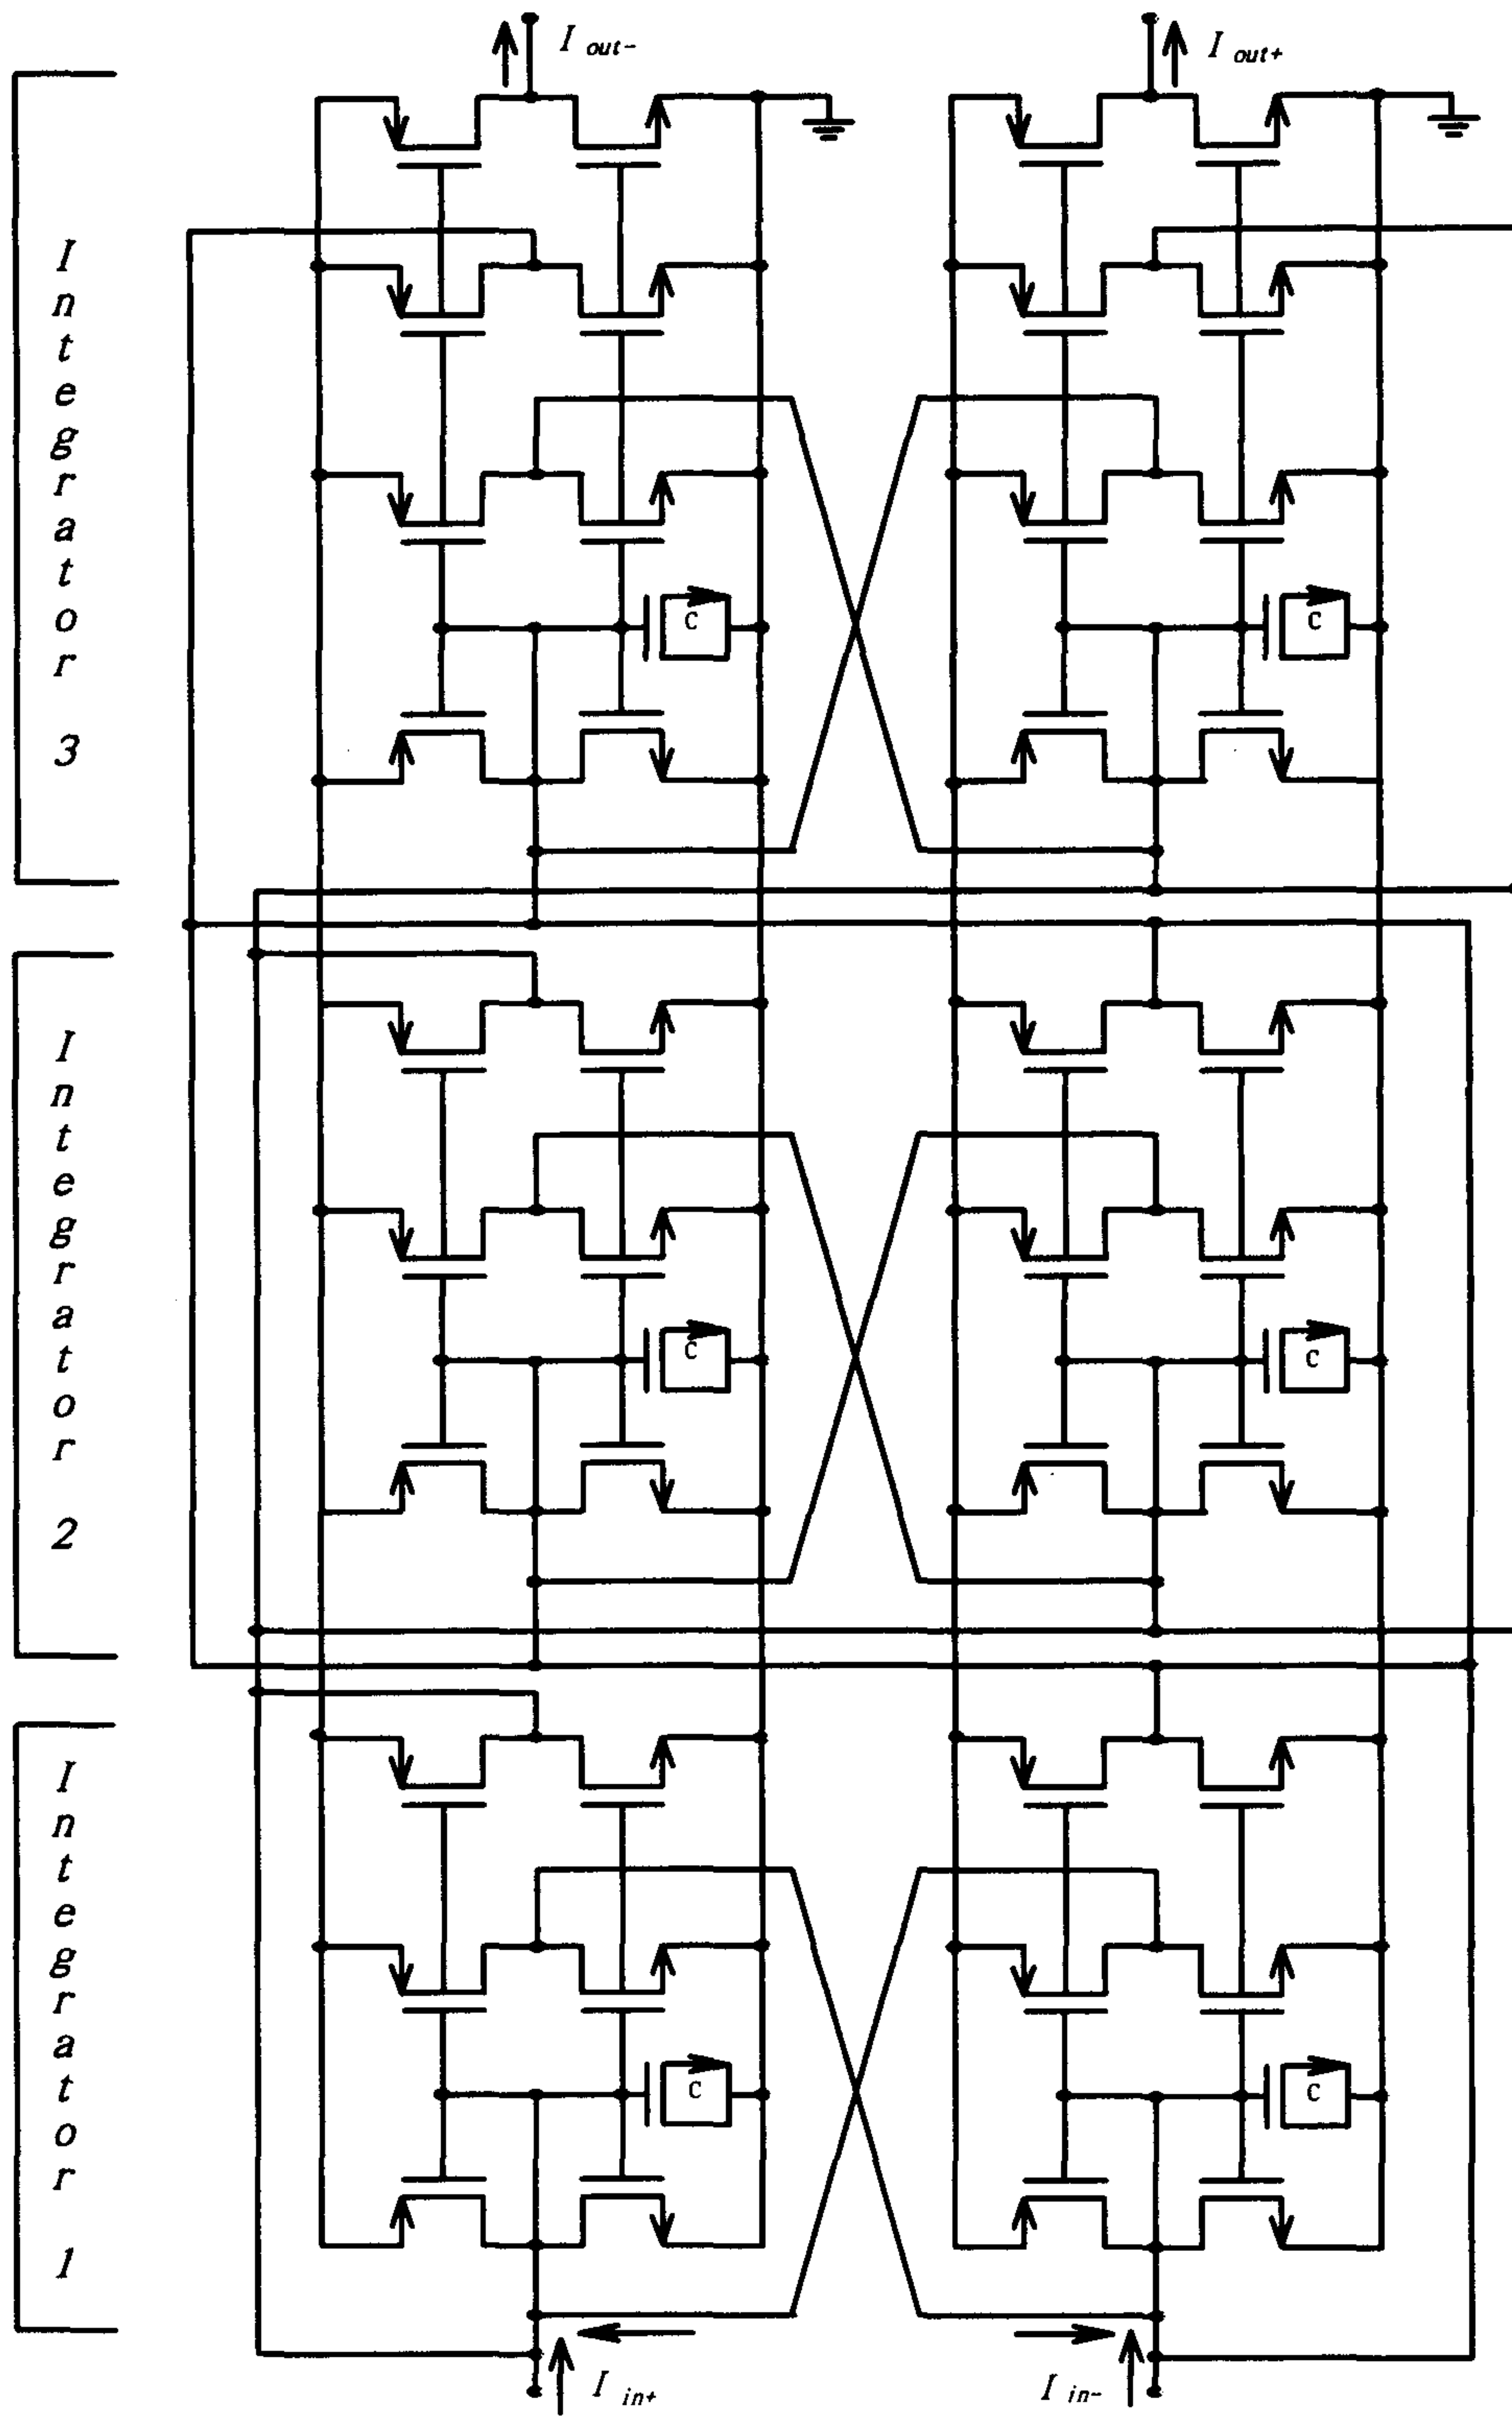 I out-
I out+
Integrator 3
C
C
Integrator 2
C
C
Integrator 1
C
C
I in+
I in-